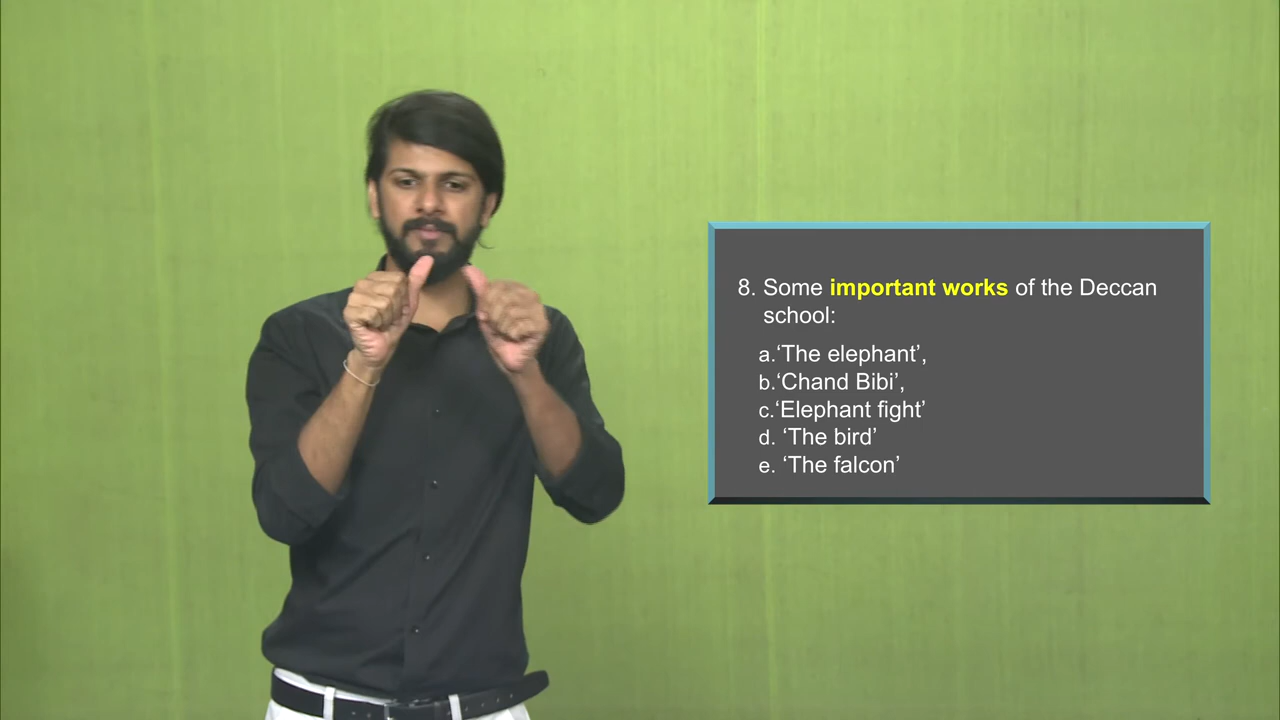 8. Some important works of the Deccan
school:
a.‘The elephant’,
b.‘Chand Bibi’,
c.‘Elephant fight’
d. ‘The bird’
e. ‘The falcon’